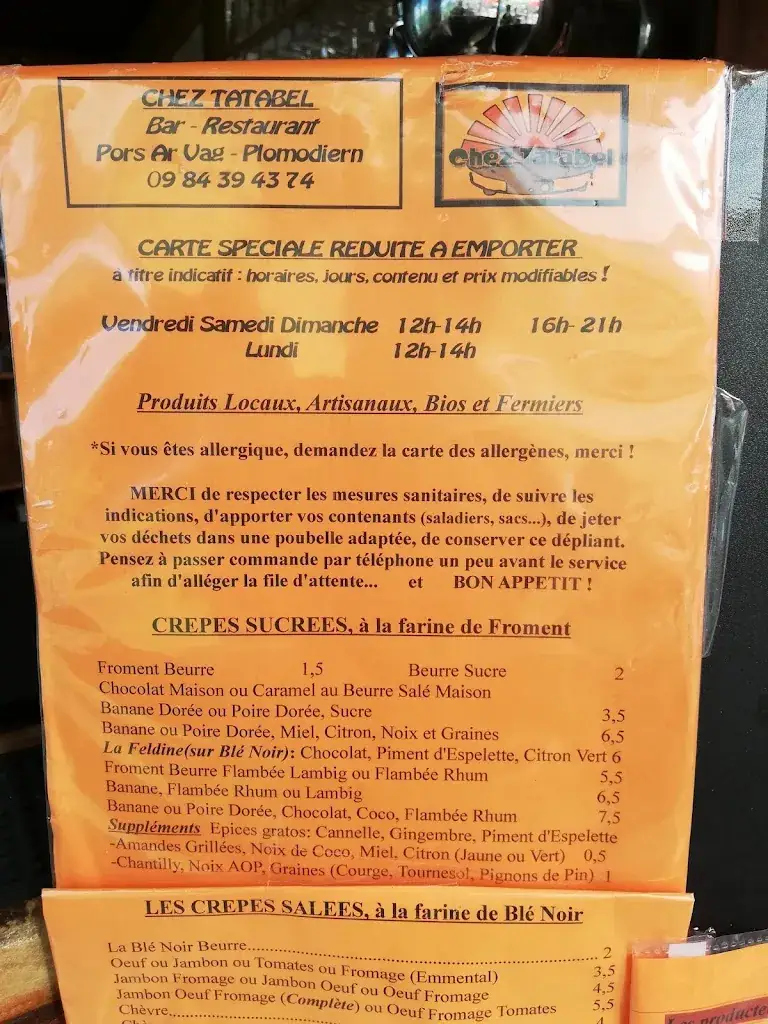 CHEZ TATABEL
Bar - Restaurant
Pors Ar Vag - Plomodiern
09 84 39 43 74
Chez Tatabel
CARTE SPECIALE REDUITE A EMPORTER
à titre indicatif : horaires, jours, contenu et prix modifiables !
Vendredi Samedi Dimanche 12h-14h 16h- 21h
Lundi 12h-14h
Produits Locaux, Artisanaux, Bios et Fermiers
*Si vous êtes allergique, demandez la carte des allergènes, merci !
MERCI de respecter les mesures sanitaires, de suivre les
indications, d'apporter vos contenants (saladiers, sacs...), de jeter
vos déchets dans une poubelle adaptée, de conserver ce dépliant.
Pensez à passer commande par téléphone un peu avant le service
afin d'alléger la file d'attente... et BON APPETIT !
CREPES SUCREES, à la farine de Froment
Froment Beurre 1,5 Beurre Sucre 2
Chocolat Maison ou Caramel au Beurre Salé Maison
Banane Dorée ou Poire Dorée, Sucre 3,5
Banane ou Poire Dorée, Miel, Citron, Noix et Graines 6,5
La Feldine(sur Blé Noir): Chocolat, Piment d'Espelette, Citron Vert 6
Froment Beurre Flambée Lambig ou Flambée Rhum 5,5
Banane, Flambée Rhum ou Lambig 6,5
Banane ou Poire Dorée, Chocolat, Coco, Flambée Rhum 7,5
Suppléments Epices gratos: Cannelle, Gingembre, Piment d'Espelette
-Amandes Grillées, Noix de Coco, Miel, Citron (Jaune ou Vert) 0,5
-Chantilly, Noix AOP, Graines (Courge, Tournesol, Pignons de Pin) 1
LES CREPES SALEES, à la farine de Blé Noir
La Blé Noir Beurre.......................................................... 2
Oeuf ou Jambon ou Tomates ou Fromage (Emmental) 3,5
Jambon Fromage ou Jambon Oeuf ou Oeuf Fromage 4,5
Jambon Oeuf Fromage (Complète) ou Oeuf Fromage Tomates 5,5
Chèvre.......................................................... 4
Les producte